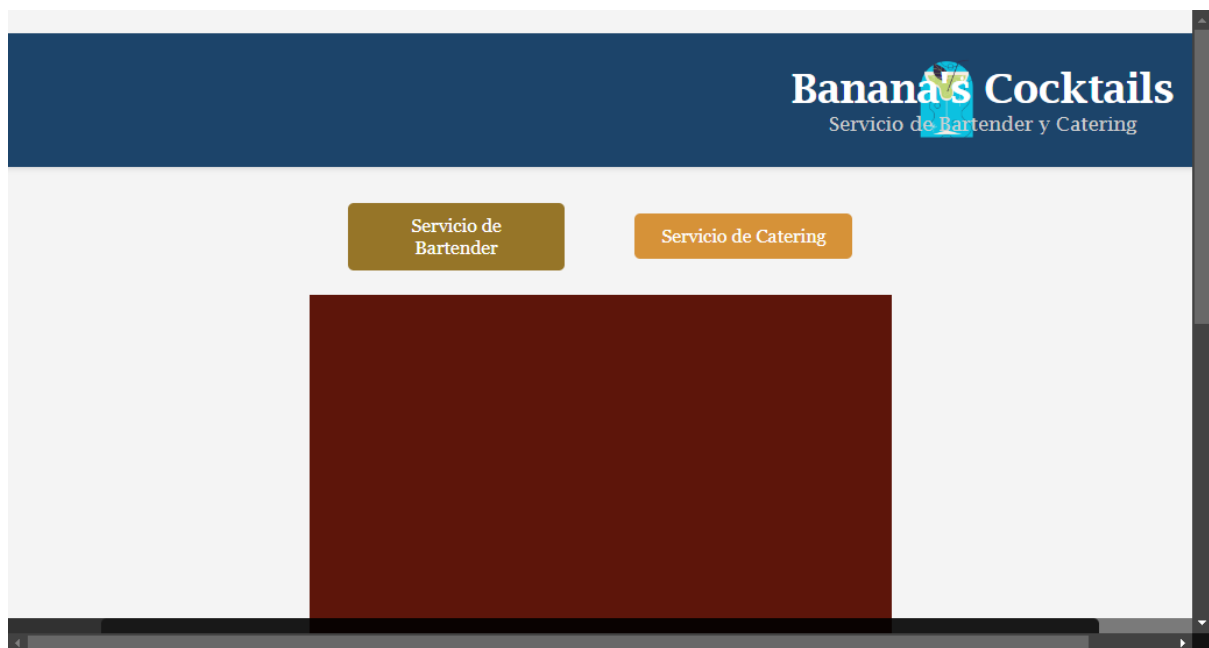 Banana's Cocktails
Servicio de Bartender y Catering
Servicio de
Bartender
Servicio de Catering